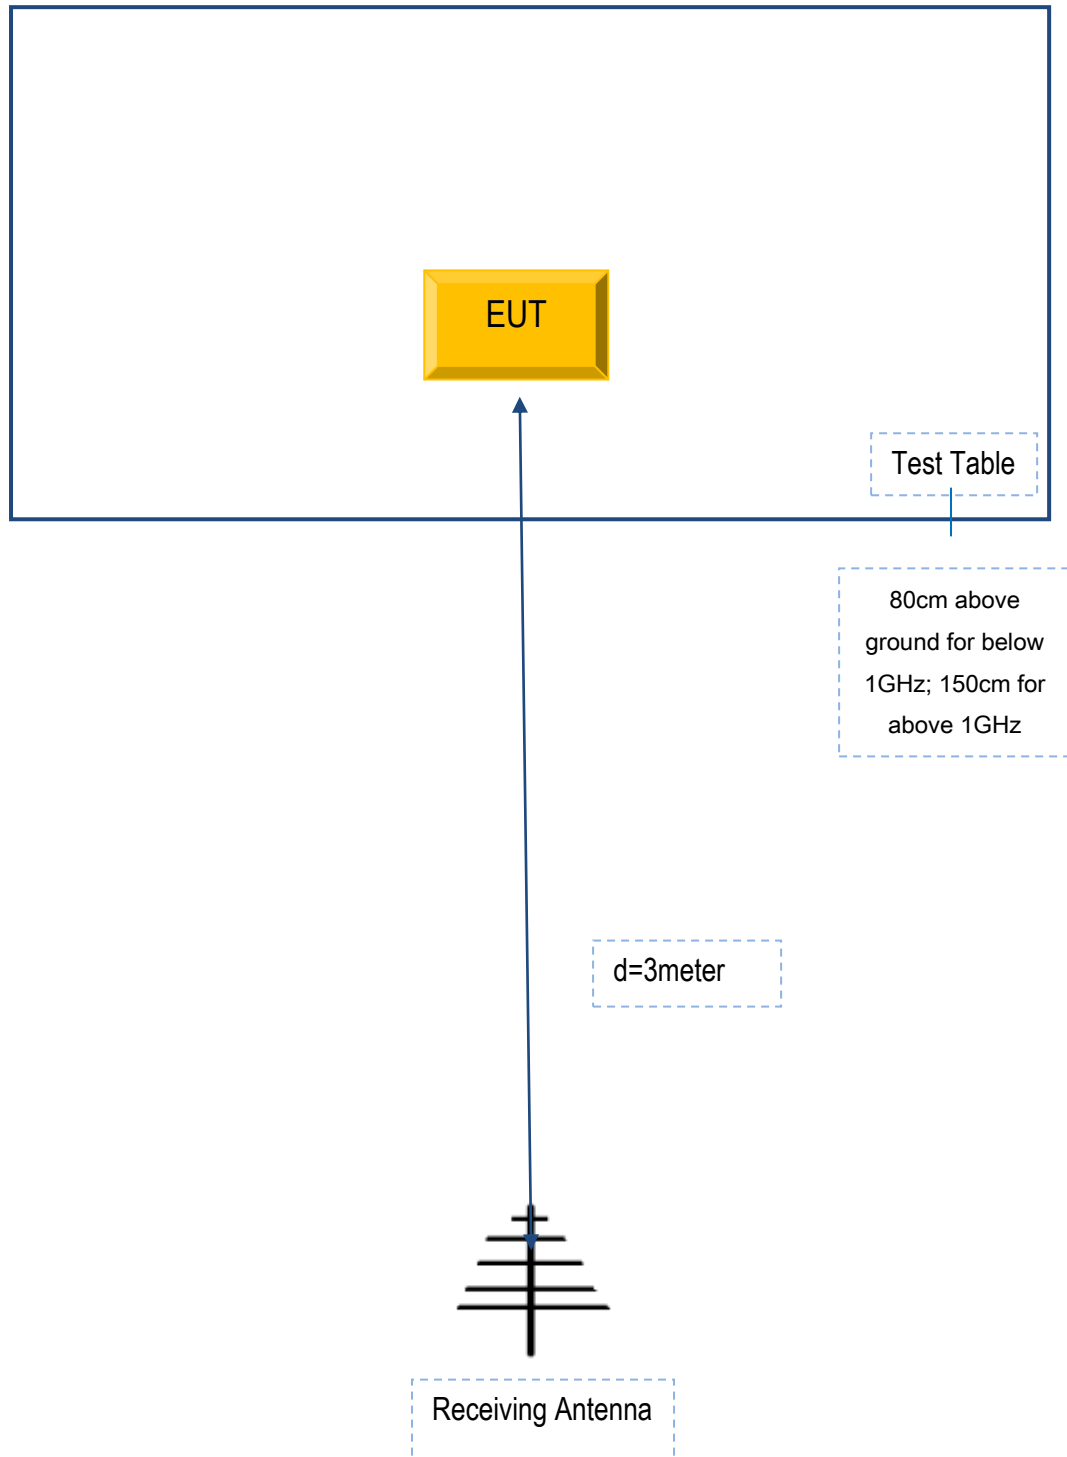 EUT
Test Table
80cm above
ground for below
1GHz; 150cm for
above 1GHz
d=3meter
Receiving Antenna